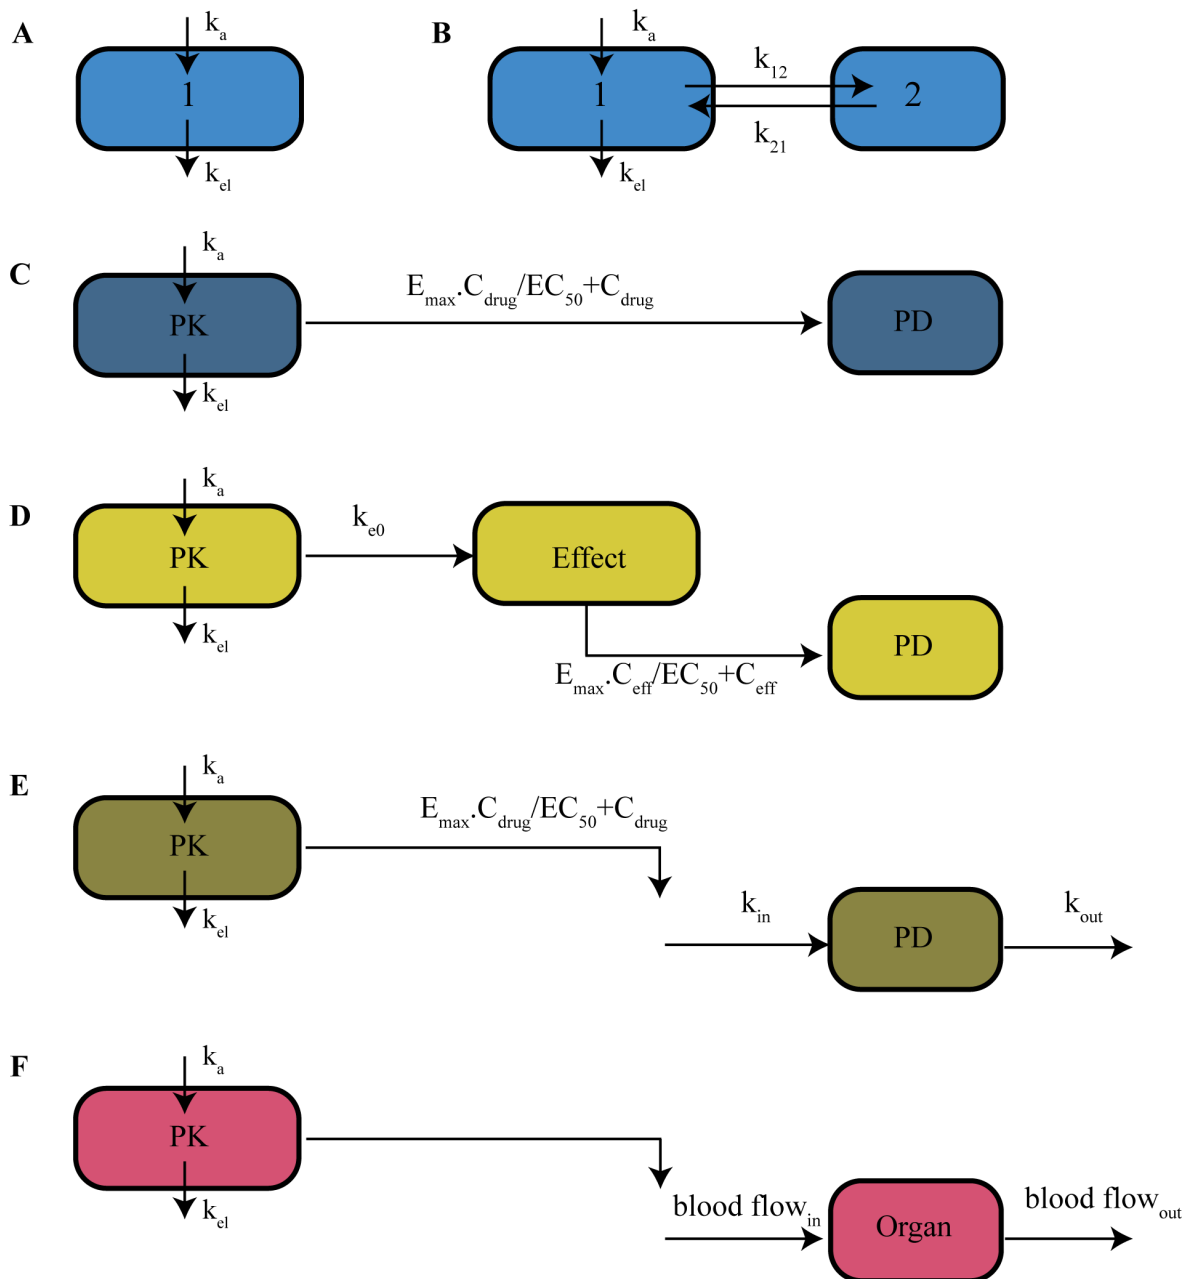 A
k_a
1
k_el
B
k_a
1
k_el
k_12
k_21
2
C
k_a
PK
k_el
E_max.C_drug/EC_50+C_drug
PD
D
k_a
PK
k_el
k_e0
Effect
E_max.C_eff/EC_50+C_eff
PD
E
k_a
PK
k_el
E_max.C_drug/EC_50+C_drug
k_in
PD
k_out
F
k_a
PK
k_el
blood flow_in
Organ
blood flow_out